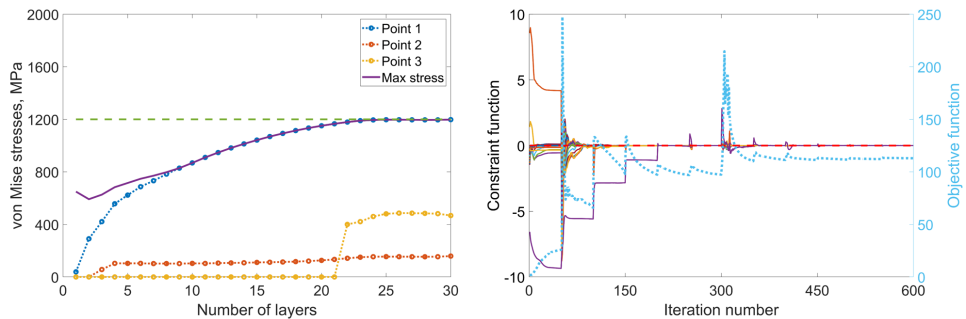 von Mise stresses, MPa
2000
1600
1200
800
400
0
0 5 10 15 20 25 30
Number of layers
Point 1
Point 2
Point 3
Max stress
Constraint function
10
5
0
-5
-10
0 150 300 450 600
Iteration number
250
200
150
100
50
0
Objective function